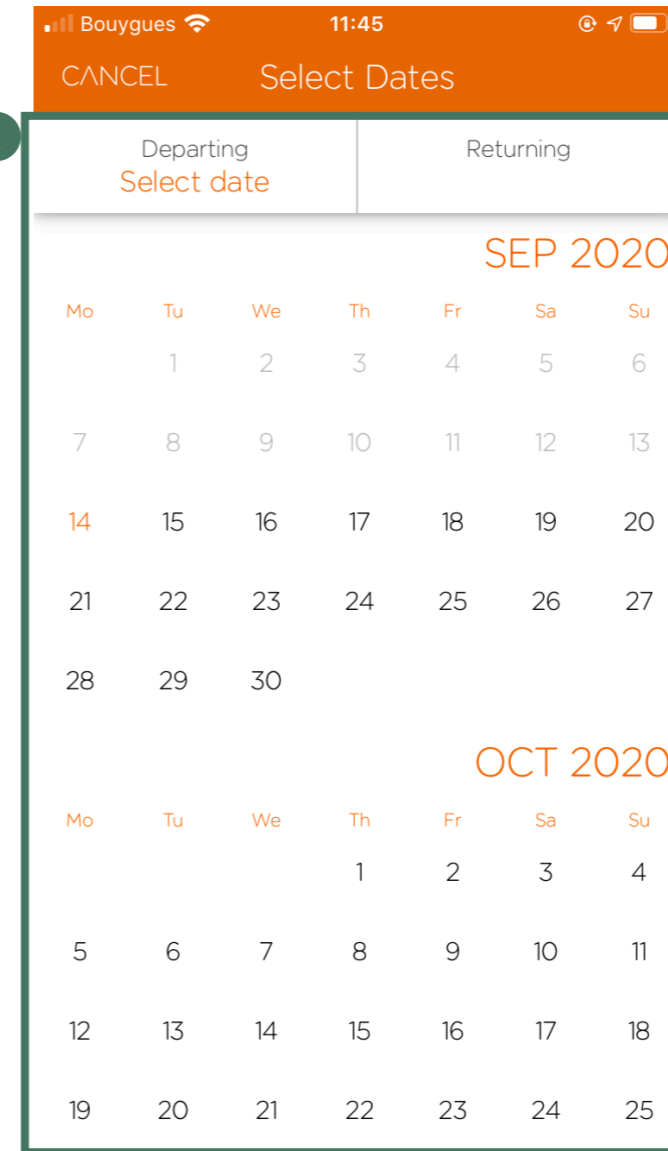 Bouygues 11:45
CANCEL Select Dates
Departing Returning
Select date
SEP 2020
Mo Tu We Th Fr Sa Su
1 2 3 4 5 6
7 8 9 10 11 12 13
14 15 16 17 18 19 20
21 22 23 24 25 26 27
28 29 30
OCT 2020
Mo Tu We Th Fr Sa Su
1 2 3 4
5 6 7 8 9 10 11
12 13 14 15 16 17 18
19 20 21 22 23 24 25